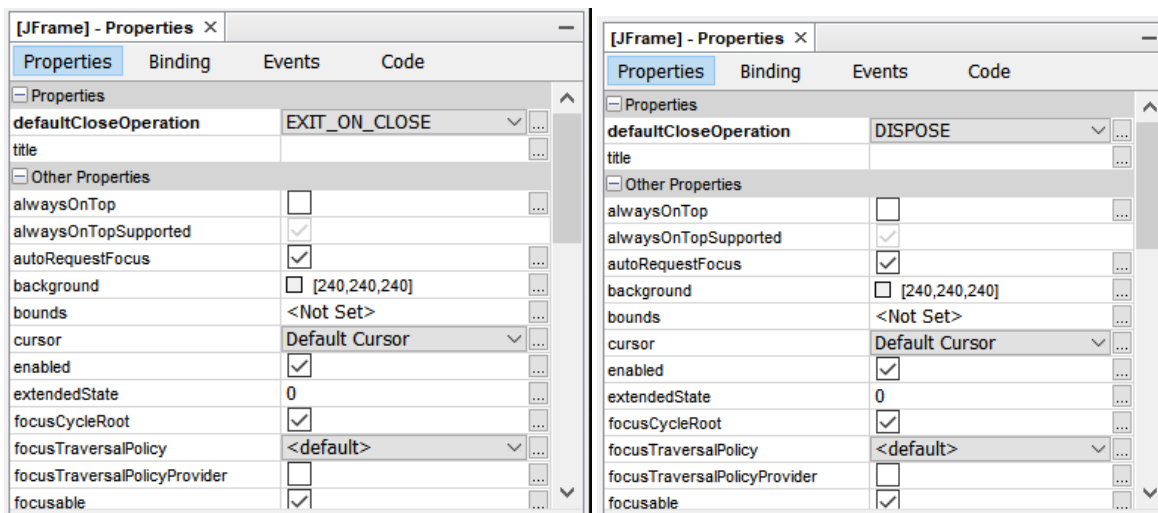 [JFrame] - Properties ×
Properties Binding Events Code
Properties
defaultCloseOperation EXIT_ON_CLOSE ...
title ...
Other Properties
alwaysOnTop ...
alwaysOnTopSupported
autoRequestFocus ...
background [240,240,240] ...
bounds <Not Set> ...
cursor Default Cursor ...
enabled ...
extendedState 0 ...
focusCycleRoot ...
focusTraversalPolicy <default> ...
focusTraversalPolicyProvider ...
focusable ...
[JFrame] - Properties ×
Properties Binding Events Code
Properties
defaultCloseOperation DISPOSE ...
title ...
Other Properties
alwaysOnTop ...
alwaysOnTopSupported
autoRequestFocus ...
background [240,240,240] ...
bounds <Not Set> ...
cursor Default Cursor ...
enabled ...
extendedState 0 ...
focusCycleRoot ...
focusTraversalPolicy <default> ...
focusTraversalPolicyProvider ...
focusable ...